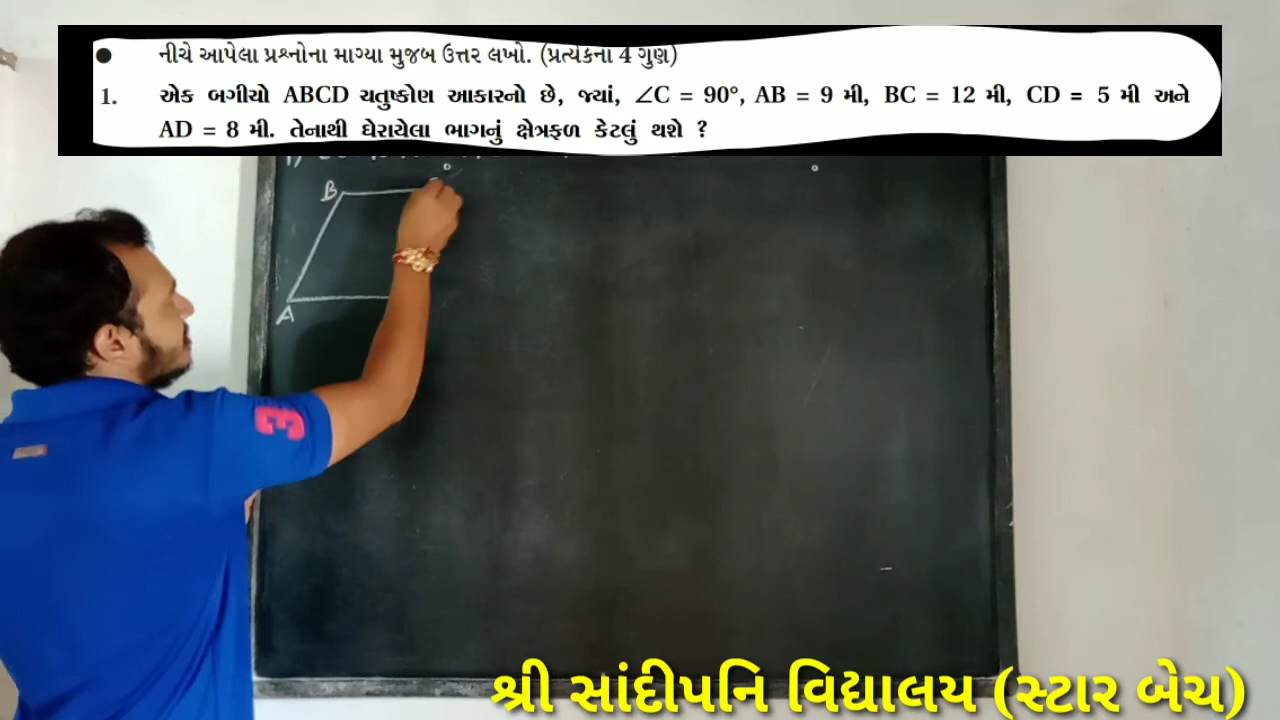 નીચે આપેલા પ્રશ્નોના માગ્યા મુજબ ઉત્તર લખો. (પ્રત્યેકના 4 ગુણ)
1. એક બગીચો ABCD ચતુષ્કોણ આકારનો છે, જ્યાં, ∠C = 90°, AB = 9 મી, BC = 12 મી, CD = 5 મી અને
AD = 8 મી. તેનાથી ઘેરાયેલા ભાગનું ક્ષેત્રફળ કેટલું થશે ?
B
A
3
શ્રી સાંદીપનિ વિદ્યાલય (સ્ટાર બેચ)